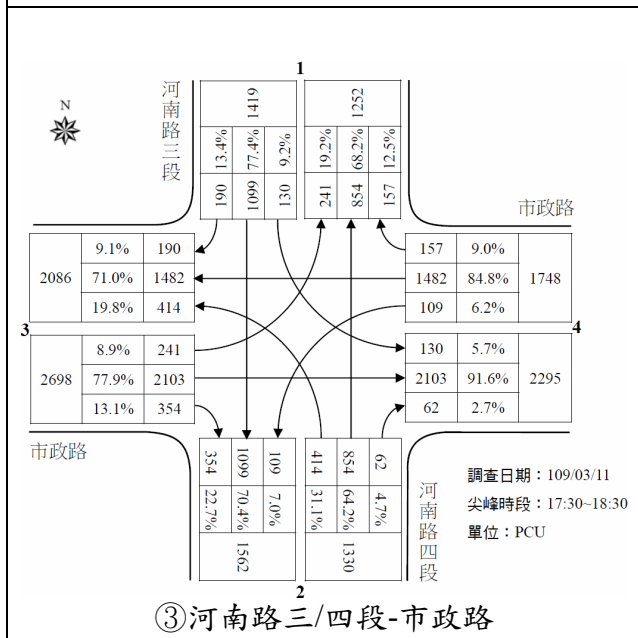 1
N
河南路三段
1419
13.4% 77.4% 9.2%
190 1099 130
1252
19.2% 68.2% 12.5%
241 854 157
市政路
2086
9.1% 190
71.0% 1482
19.8% 414
157 9.0%
1482 84.8%
109 6.2%
1748
3
4
2698
8.9% 241
77.9% 2103
13.1% 354
130 5.7%
2103 91.6%
62 2.7%
2295
市政路
354 1099 109
22.7% 70.4% 7.0%
1562
414 854 62
31.1% 64.2% 4.7%
1330
河南路四段
調查日期：109/03/11
尖峰時段：17:30~18:30
單位：PCU
2
③河南路三/四段-市政路